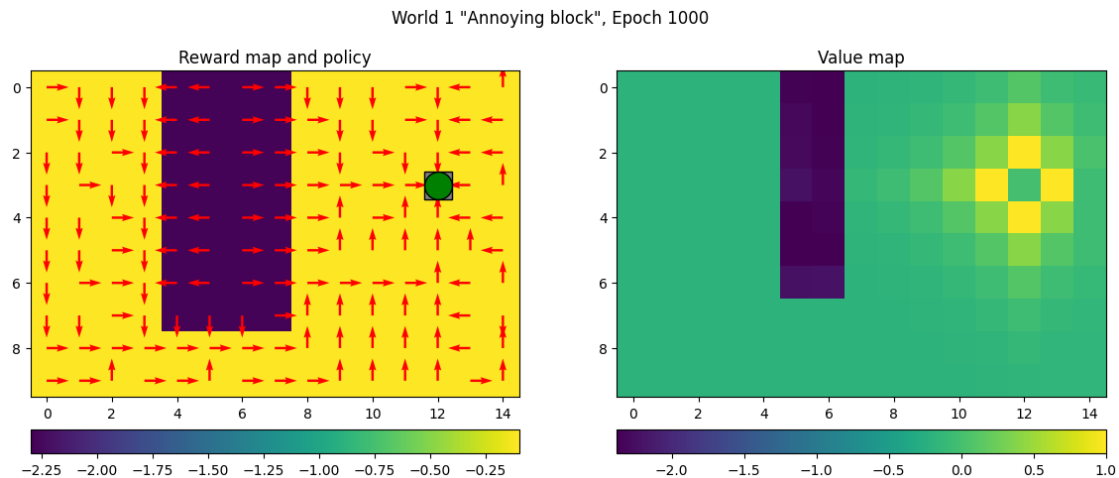 World 1 "Annoying block", Epoch 1000
Reward map and policy
Value map
0
2
4
6
8
0 2 4 6 8 10 12 14
−2.25 −2.00 −1.75 −1.50 −1.25 −1.00 −0.75 −0.50 −0.25
0
2
4
6
8
0 2 4 6 8 10 12 14
−2.0 −1.5 −1.0 −0.5 0.0 0.5 1.0